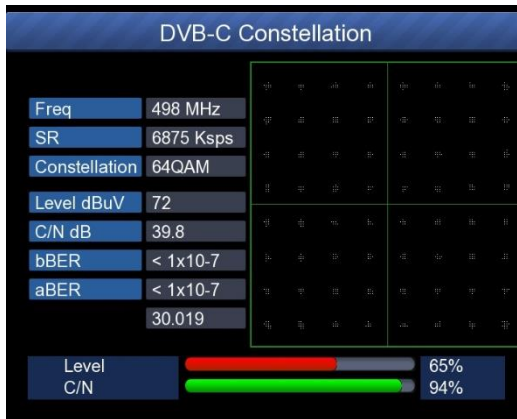 DVB-C Constellation
Freq 498 MHz
SR 6875 Ksps
Constellation 64QAM
Level dBuV 72
C/N dB 39.8
bBER < 1x10-7
aBER < 1x10-7
30.019
Level 65%
C/N 94%